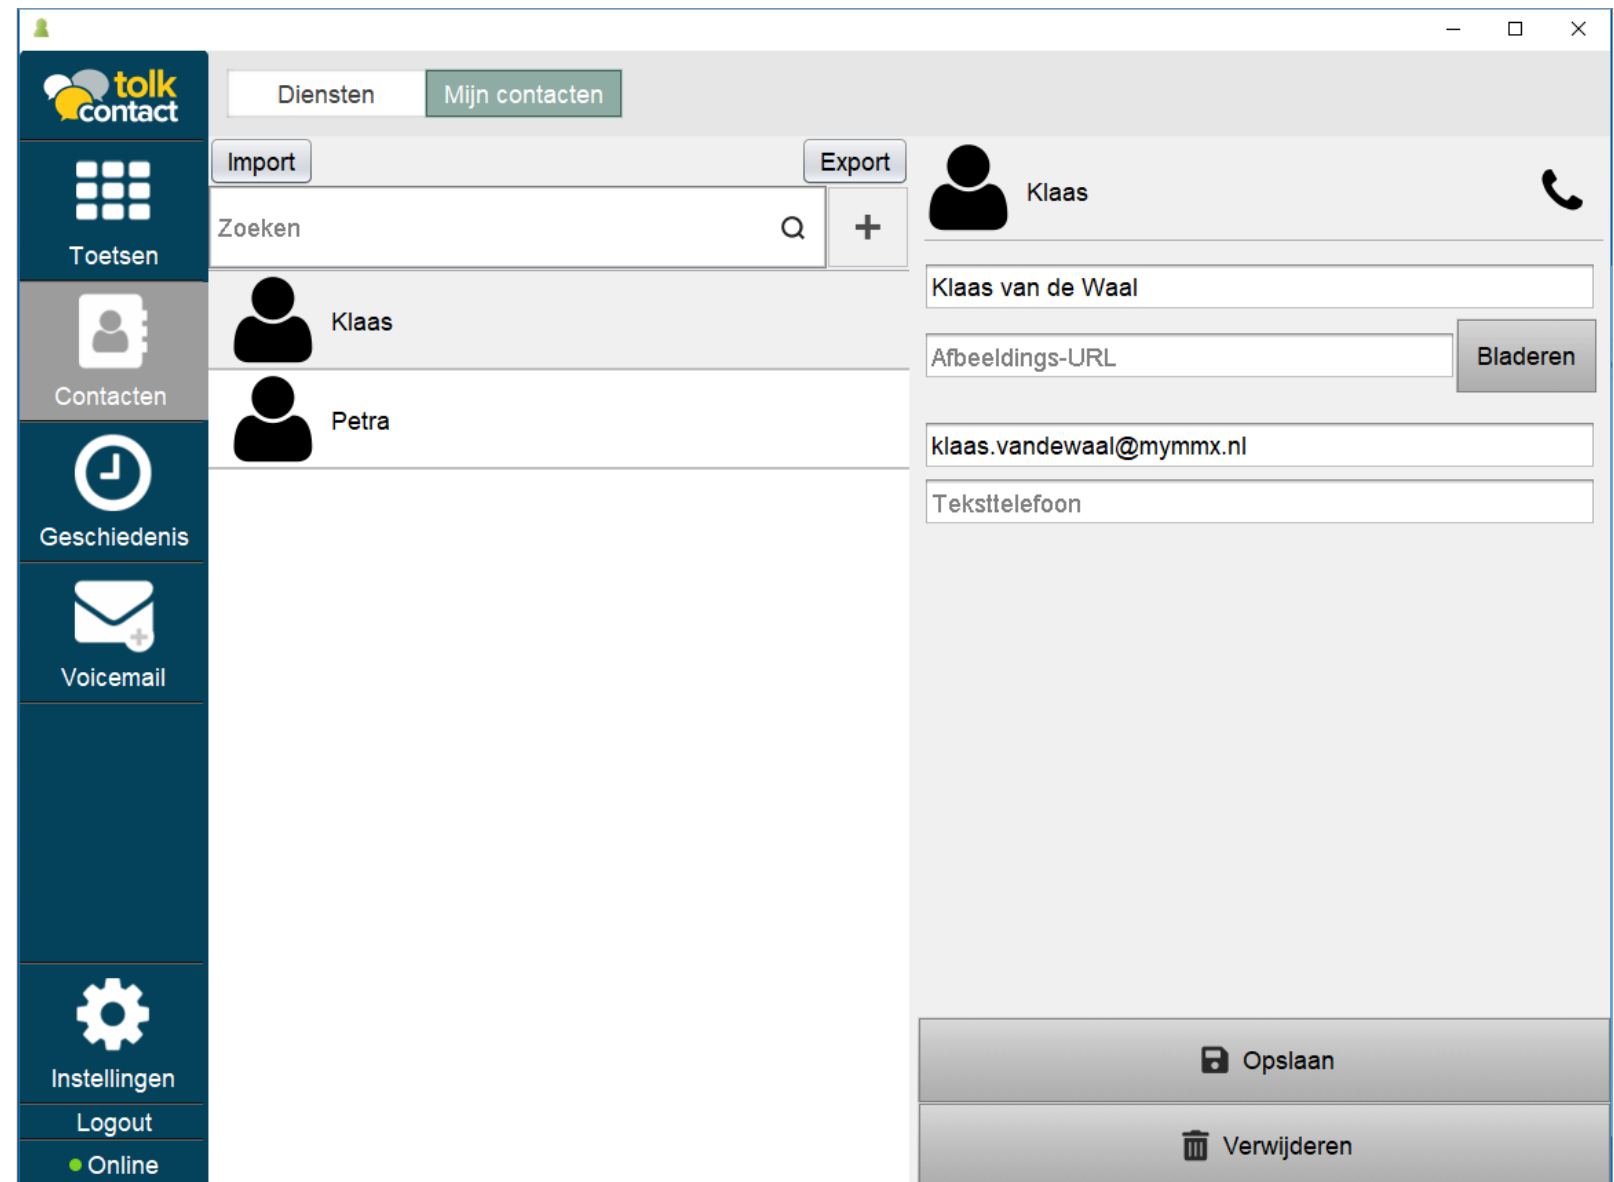 tolk
contact
Diensten
Mijn contacten
Import
Export
Zoeken
Klaas
Petra
Klaas
Klaas van de Waal
Afbeeldings-URL
Bladeren
klaas.vandewaal@mymmx.nl
Teksttelefoon
Opslaan
Verwijderen
Toetsen
Contacten
Geschiedenis
Voicemail
Instellingen
Logout
Online